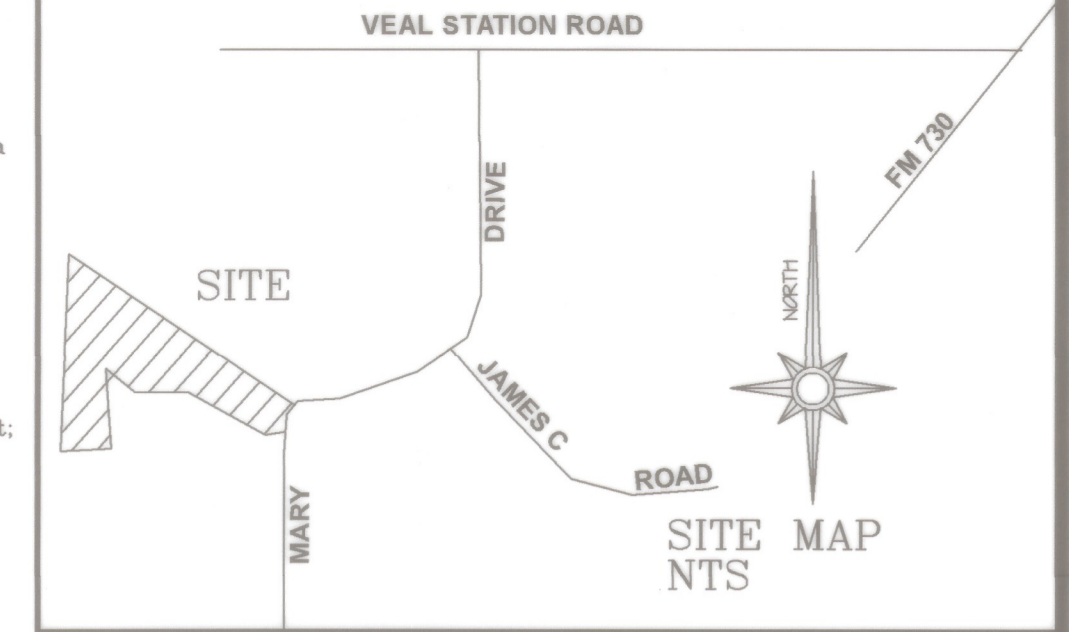 VEAL STATION ROAD
FM 730
DRIVE
NORTH
SITE
JAMES C
ROAD
MARY
SITE MAP
NTS
a
t;